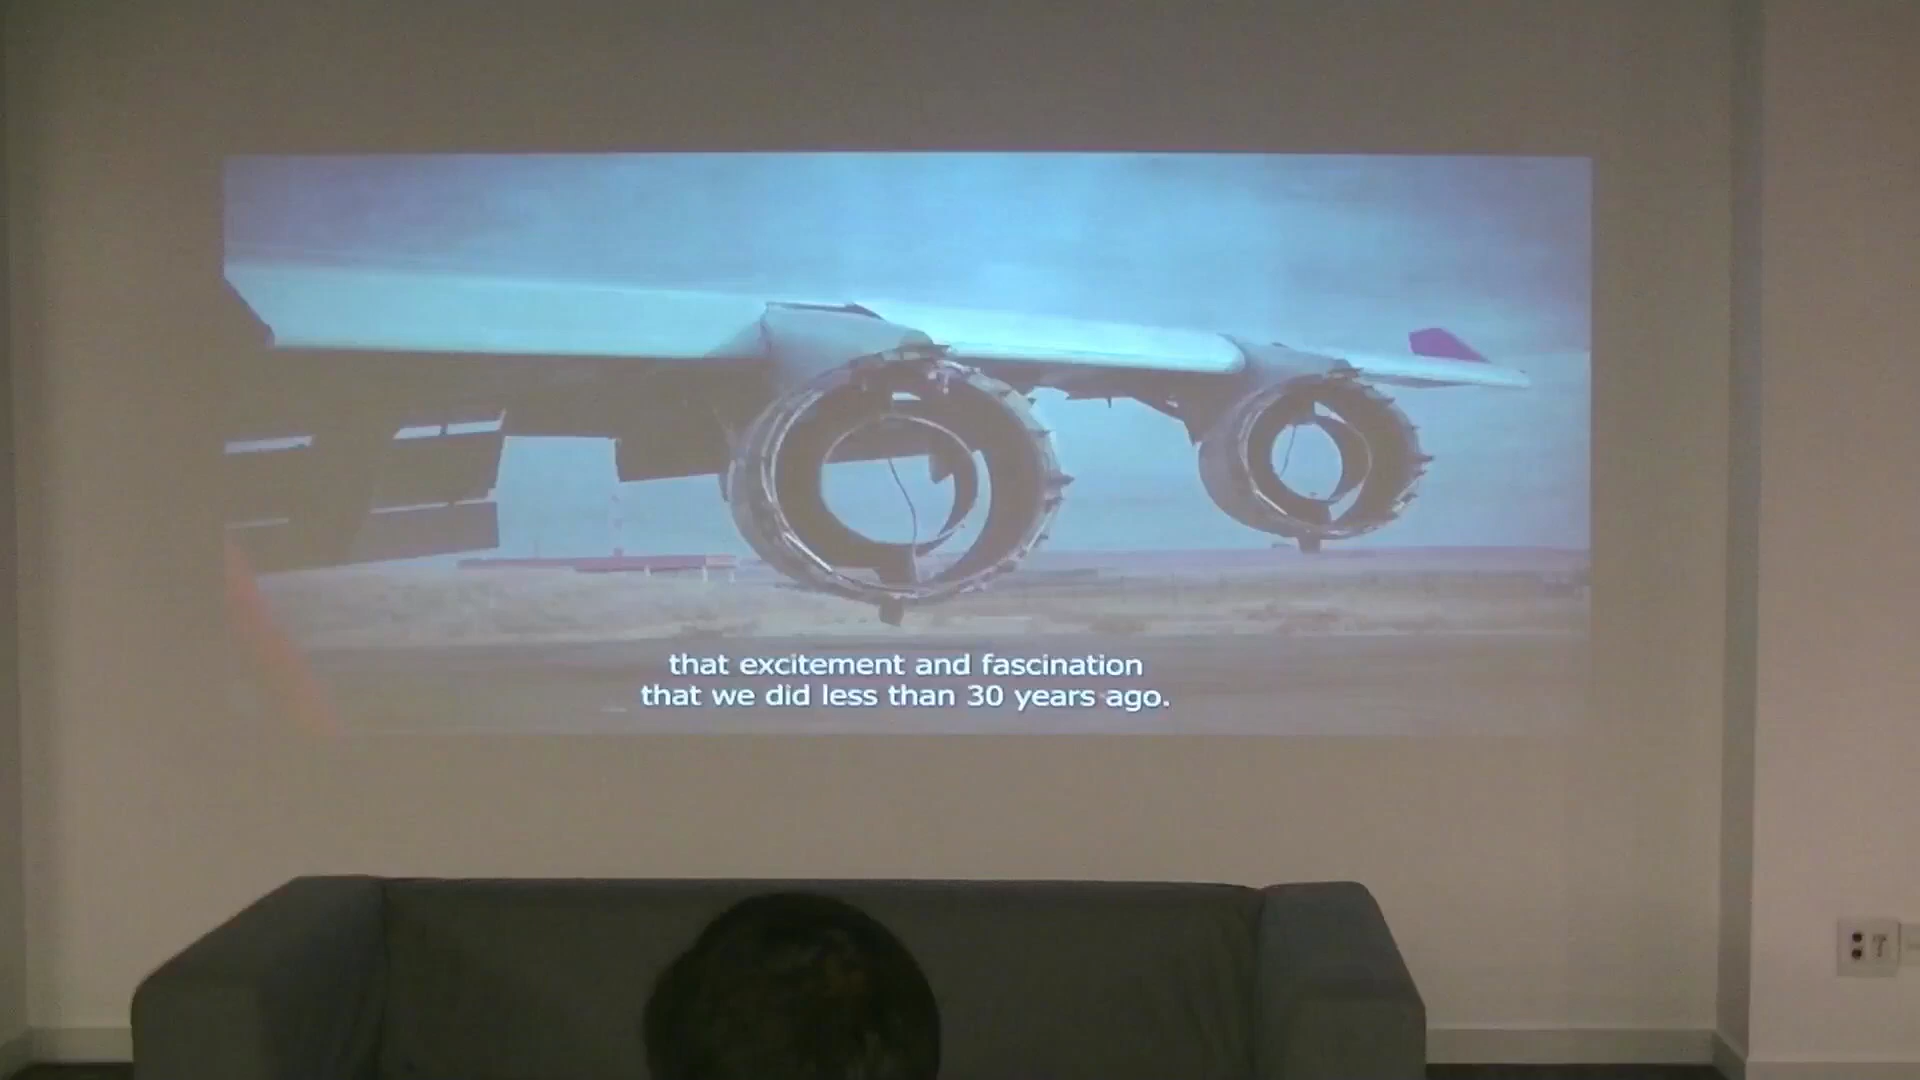 that excitement and fascination
that we did less than 30 years ago.